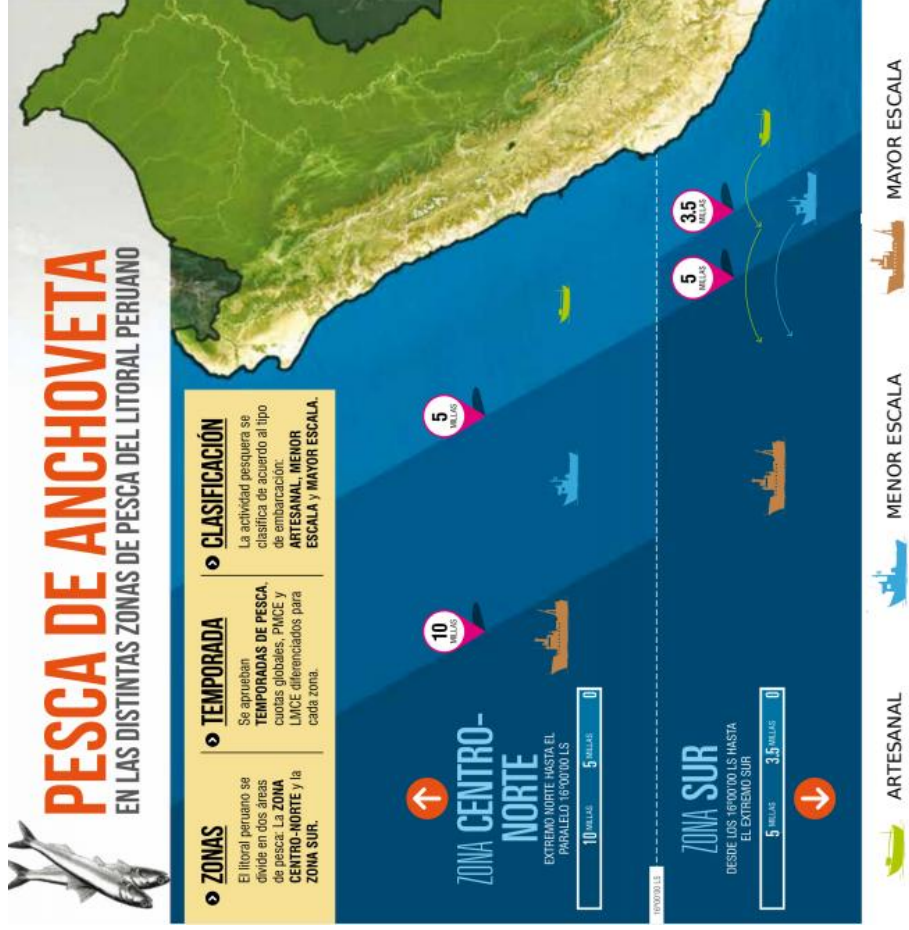 PESCA DE ANCHOVETA
EN LAS DISTINTAS ZONAS DE PESCA DEL LITORAL PERUANO
ZONAS
El litoral peruano se
divide en dos áreas
de pesca: La ZONA
CENTRO-NORTE y la
ZONA SUR.
TEMPORADA
Se aprueban
TEMPORADAS DE PESCA,
cuotas globales, PMCE y
LMCE diferenciados para
cada zona.
CLASIFICACIÓN
La actividad pesquera se
clasifica de acuerdo al tipo
de embarcación:
ARTESANAL, MENOR
ESCALA y MAYOR ESCALA.
10
MILLAS
5
MILLAS
ZONA CENTRO-
NORTE
EXTREMO NORTE HASTA EL
PARALELO 16º00'00 LS
10 MILLAS 5 MILLAS 0
16º00'00 LS
5
MILLAS
3.5
MILLAS
ZONA SUR
DESDE LOS 16º00'00 LS HASTA
EL EXTREMO SUR
5 MILLAS 3.5 MILLAS 0
ARTESANAL
MENOR ESCALA
MAYOR ESCALA